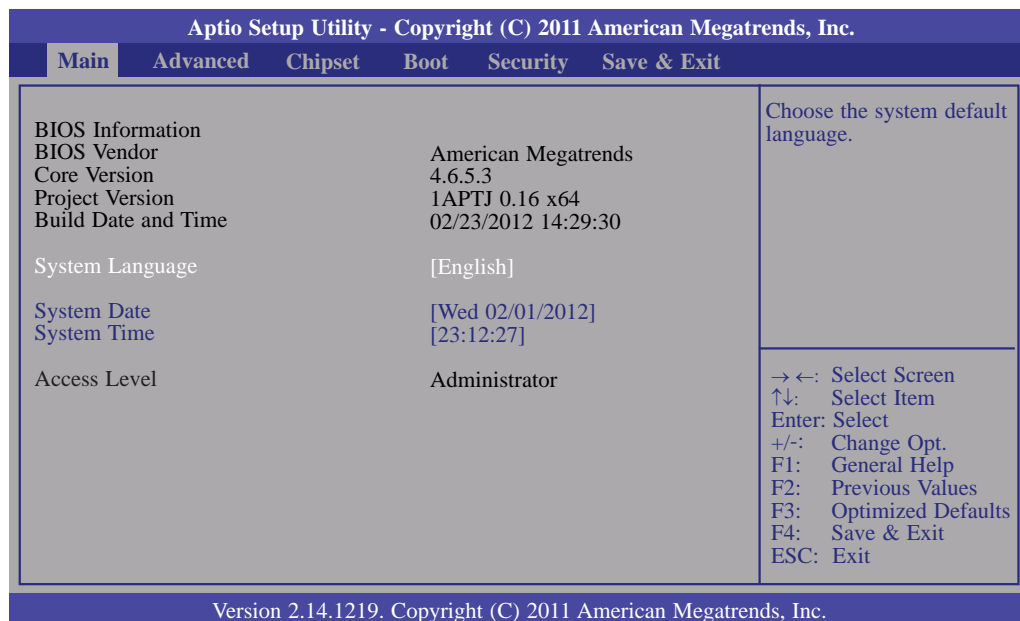 Aptio Setup Utility - Copyright (C) 2011 American Megatrends, Inc.
Main Advanced Chipset Boot Security Save & Exit
BIOS Information
BIOS Vendor American Megatrends
Core Version 4.6.5.3
Project Version 1APTJ 0.16 x64
Build Date and Time 02/23/2012 14:29:30
System Language [English]
System Date [Wed 02/01/2012]
System Time [23:12:27]
Access Level Administrator
Choose the system default
language.
→ ←: Select Screen
↑↓: Select Item
Enter: Select
+/-: Change Opt.
F1: General Help
F2: Previous Values
F3: Optimized Defaults
F4: Save & Exit
ESC: Exit
Version 2.14.1219. Copyright (C) 2011 American Megatrends, Inc.